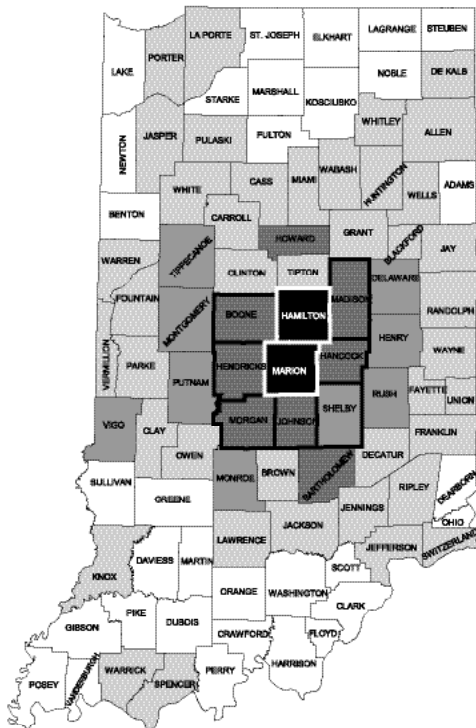 LA PORTE
ST. JOSEPH
ELKHART
LAGRANGE
STEUBEN
PORTER
LAKE
NOBLE
DE KALB
MARSHALL
STARKE
KOSCIUSKO
WHITLEY
ALLEN
FULTON
JASPER
PULASKI
NEWTON
WABASH
HUNTINGTON
MIAMI
CASS
WHITE
WELLS
ADAMS
BENTON
CARROLL
GRANT
BLACKFORD
HOWARD
JAY
WARREN
TIPPECANOE
CLINTON
TIPTON
DELAWARE
MADISON
FOUNTAIN
RANDOLPH
MONTGOMERY
BOONE
HAMILTON
HENRY
WAYNE
VERMILLION
PARKE
HENDRICKS
HANCOCK
MARION
PUTNAM
RUSH
FAYETTE
UNION
SHELBY
MORGAN
JOHNSON
VIGO
CLAY
FRANKLIN
OWEN
DECATUR
MONROE
BROWN
BARTHOLOMEW
SULLIVAN
RIPLEY
DEARBORN
GREENE
JENNINGS
OHIO
JACKSON
LAWRENCE
JEFFERSON
SWITZERLAND
DAVIESS
MARTIN
SCOTT
KNOX
ORANGE
WASHINGTON
CLARK
PIKE
DUBOIS
GIBSON
CRAWFORD
FLOYD
HARRISON
PERRY
WARRICK
SPENCER
VANDERBURGH
POSEY